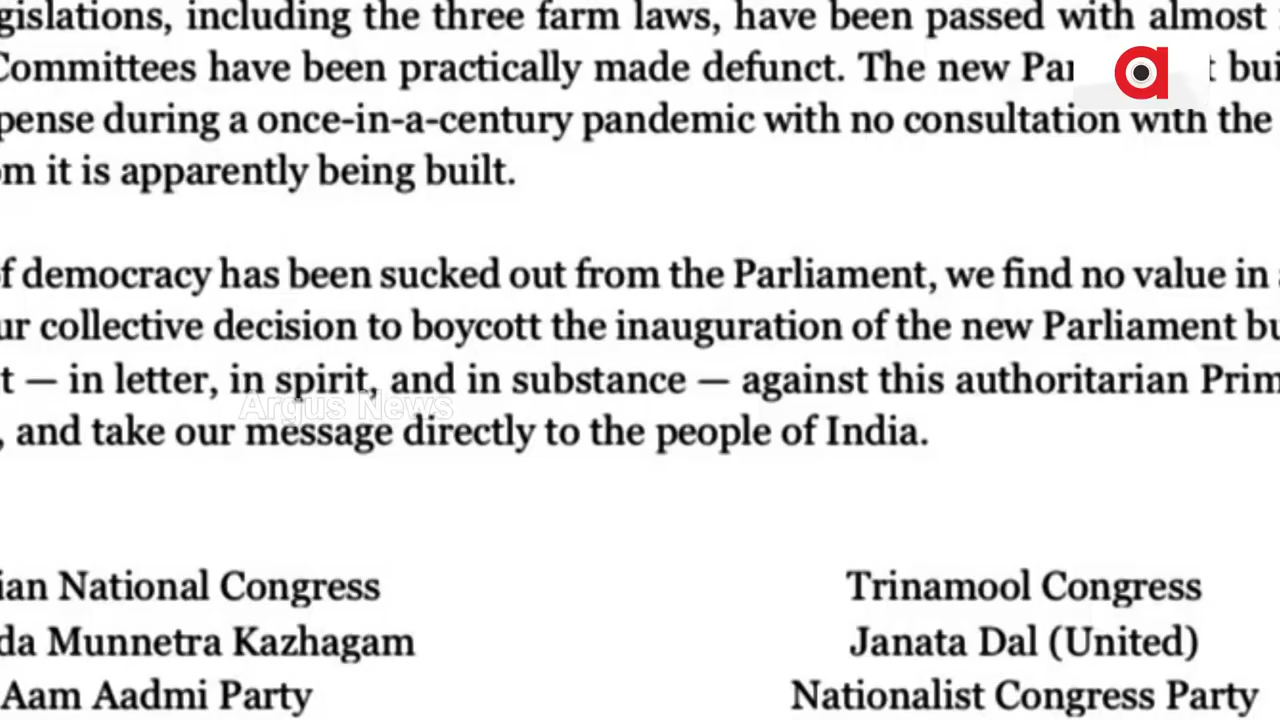 gislations, including the three farm laws, have been passed with almost
Committees have been practically made defunct. The new Par t bui
pense during a once-in-a-century pandemic with no consultation with the
om it is apparently being built.
f democracy has been sucked out from the Parliament, we find no value in a
ur collective decision to boycott the inauguration of the new Parliament bu
t — in letter, in spirit, and in substance — against this authoritarian Prim
Argus News
, and take our message directly to the people of India.
ian National Congress
Trinamool Congress
da Munnetra Kazhagam
Janata Dal (United)
Aam Aadmi Party
Nationalist Congress Party